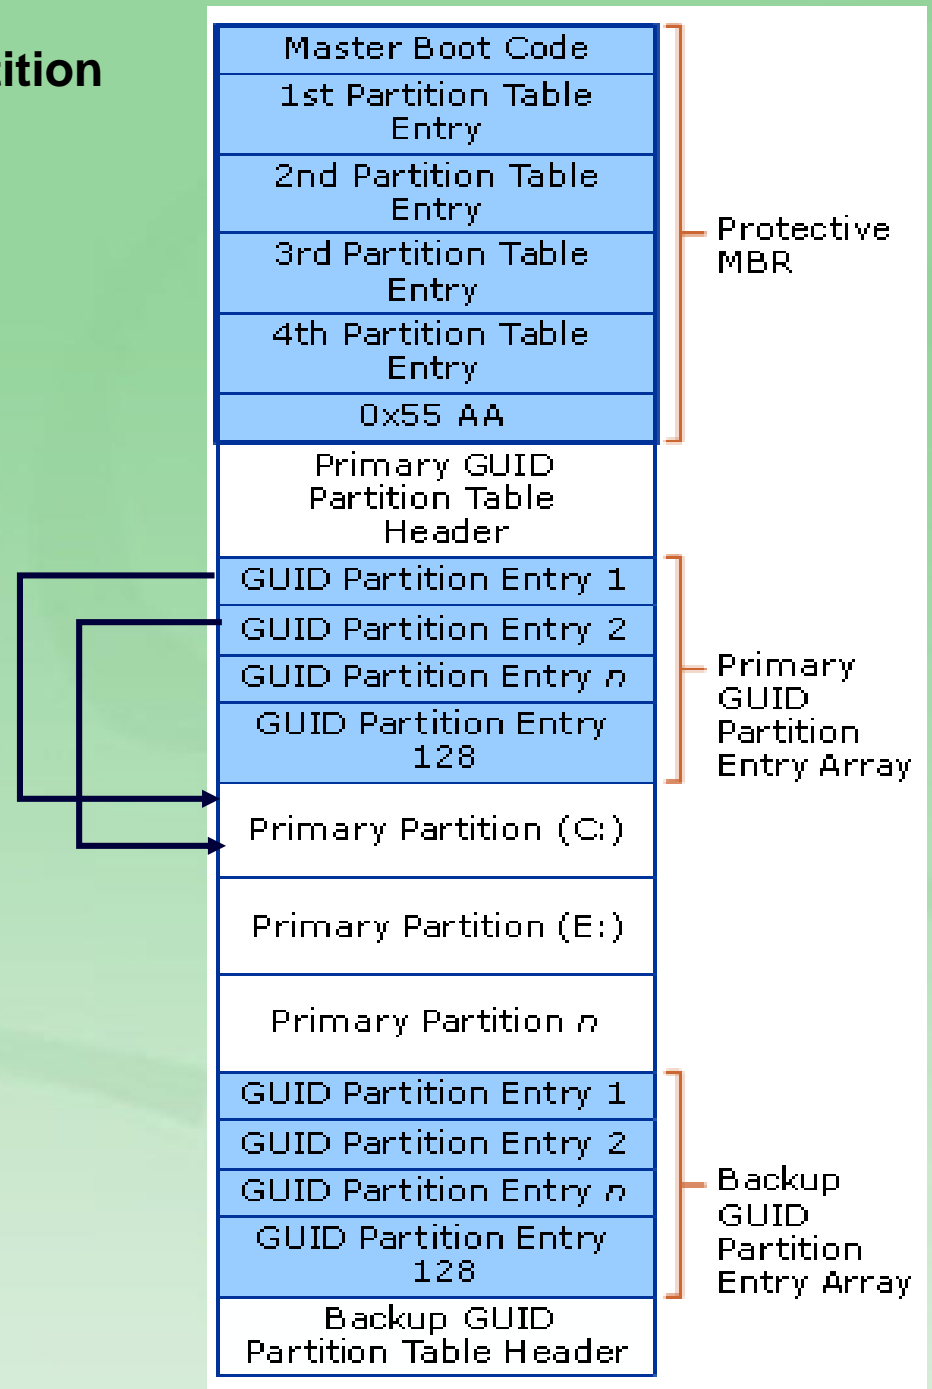 tition
Master Boot Code
1st Partition Table
Entry
2nd Partition Table
Entry
3rd Partition Table
Entry
4th Partition Table
Entry
0x55 AA
Protective
MBR
Primary GUID
Partition Table
Header
GUID Partition Entry 1
GUID Partition Entry 2
GUID Partition Entry n
GUID Partition Entry
128
Primary
GUID
Partition
Entry Array
Primary Partition (C:)
Primary Partition (E:)
Primary Partition n
GUID Partition Entry 1
GUID Partition Entry 2
GUID Partition Entry n
GUID Partition Entry
128
Backup
GUID
Partition
Entry Array
Backup GUID
Partition Table Header